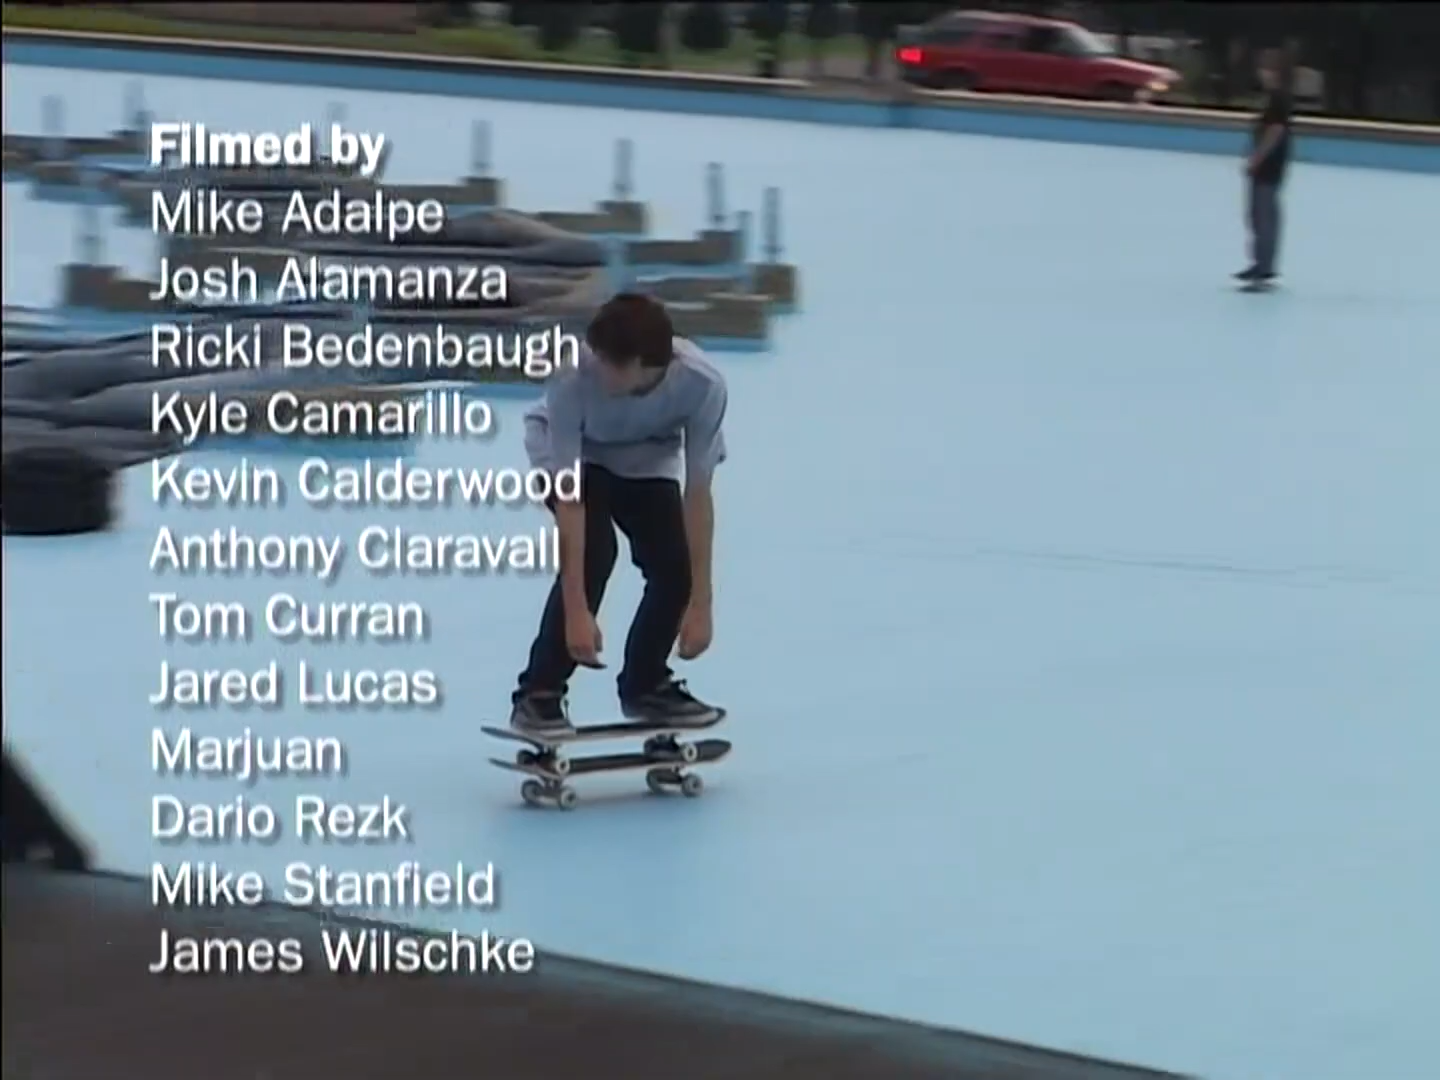 Filmed by
Mike Adalpe
Josh Alamanza
Ricki Bedenbaugh
Kyle Camarillo
Kevin Calderwood
Anthony Claravall
Tom Curran
Jared Lucas
Marjuan
Dario Rezk
Mike Stanfield
James Wilschke